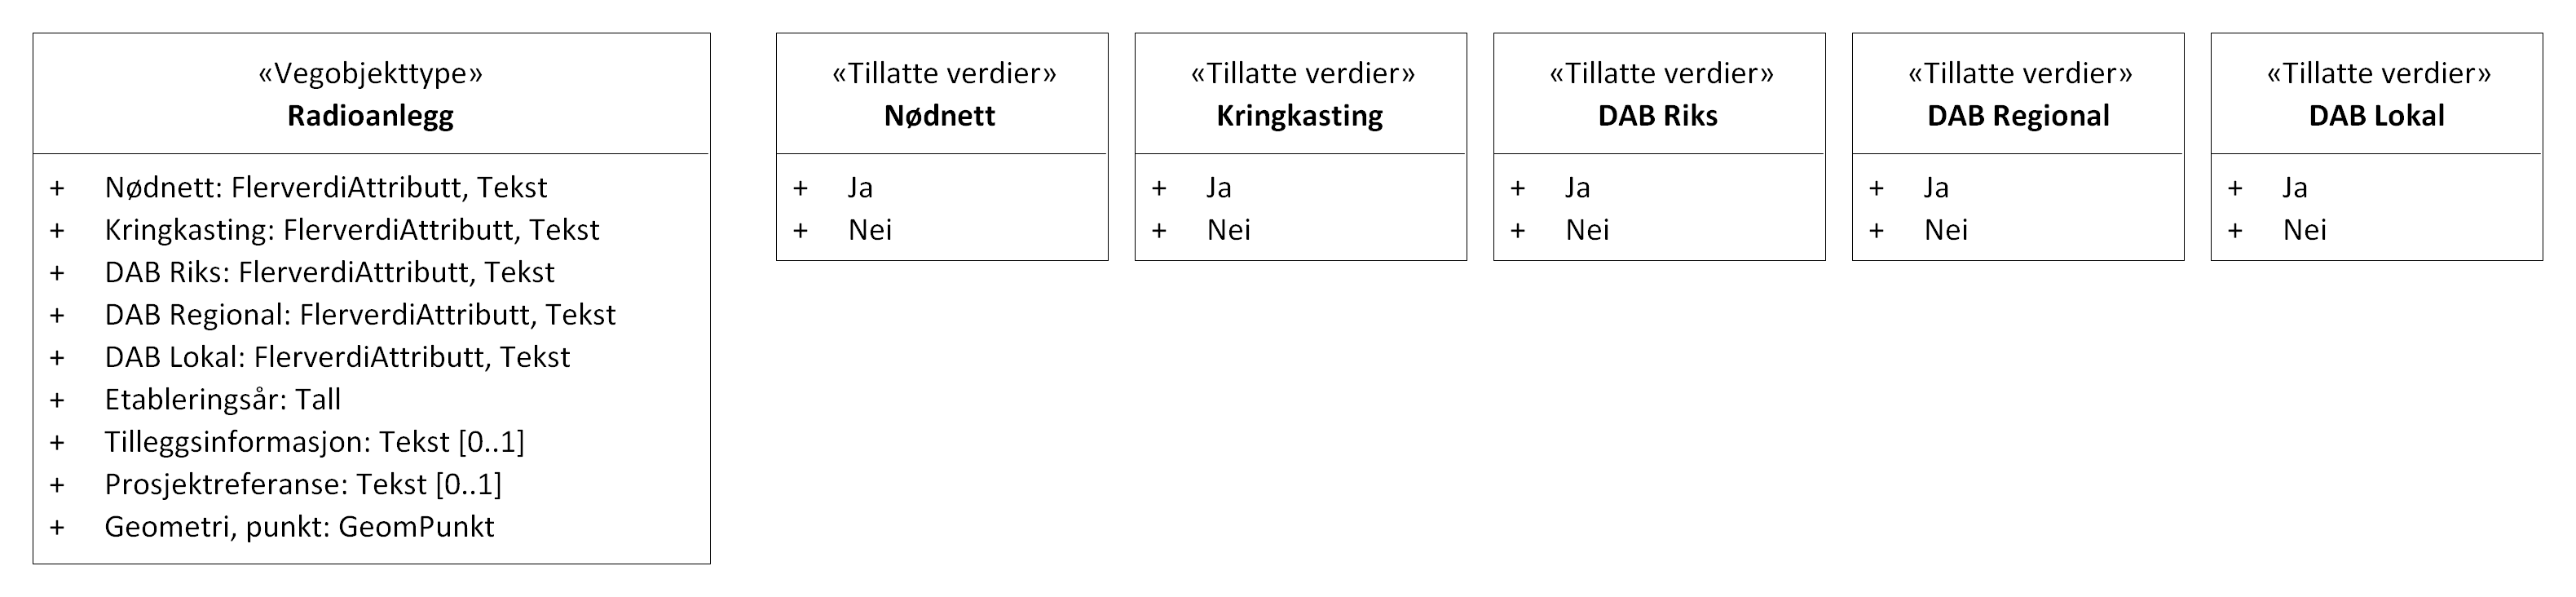 «Vegobjekttype»
Radioanlegg
+ Nødnett: FlerverdiAttributt, Tekst
+ Kringkasting: FlerverdiAttributt, Tekst
+ DAB Riks: FlerverdiAttributt, Tekst
+ DAB Regional: FlerverdiAttributt, Tekst
+ DAB Lokal: FlerverdiAttributt, Tekst
+ Etableringsår: Tall
+ Tilleggsinformasjon: Tekst [0..1]
+ Prosjektreferanse: Tekst [0..1]
+ Geometri, punkt: GeomPunkt
«Tillatte verdier»
Nødnett
+ Ja
+ Nei
«Tillatte verdier»
Kringkasting
+ Ja
+ Nei
«Tillatte verdier»
DAB Riks
+ Ja
+ Nei
«Tillatte verdier»
DAB Regional
+ Ja
+ Nei
«Tillatte verdier»
DAB Lokal
+ Ja
+ Nei